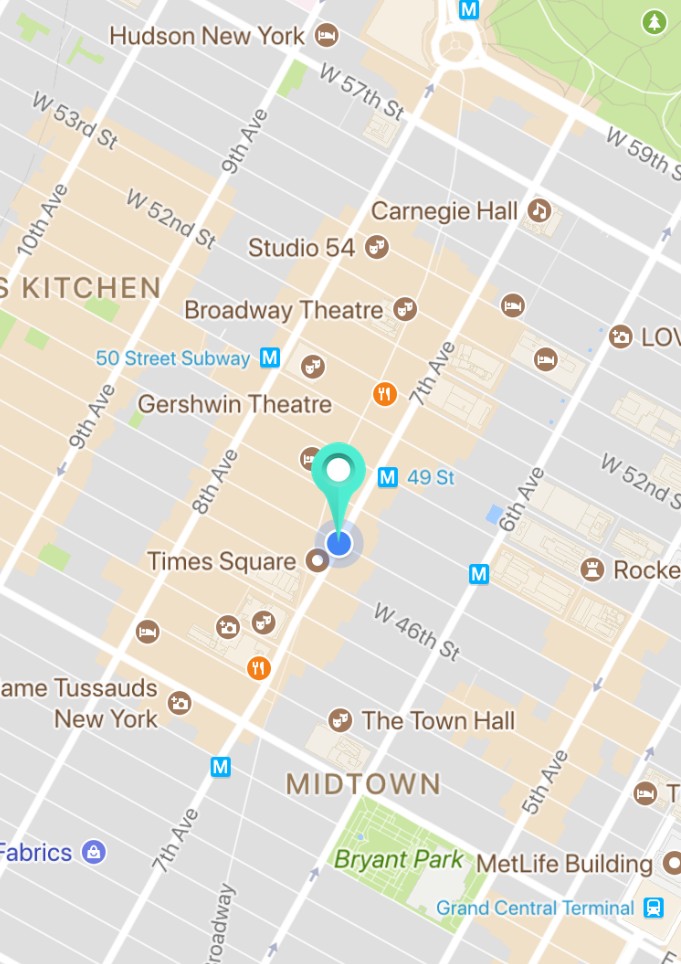 M
Hudson New York
W 57th St
W 53rd St
9th Ave
W 59th S
10th Ave
W 52nd St
Carnegie Hall
Studio 54
S KITCHEN
Broadway Theatre
LOV
50 Street Subway M
7th Ave
Gershwin Theatre
9th Ave
8th Ave
M 49 St
W 52nd S
6th Ave
Times Square
M
Rocke
W 46th St
ame Tussauds
New York
The Town Hall
M
MIDTOWN
5th Ave
T
7th Ave
Fabrics
Bryant Park
MetLife Building
Grand Central Terminal
roadway